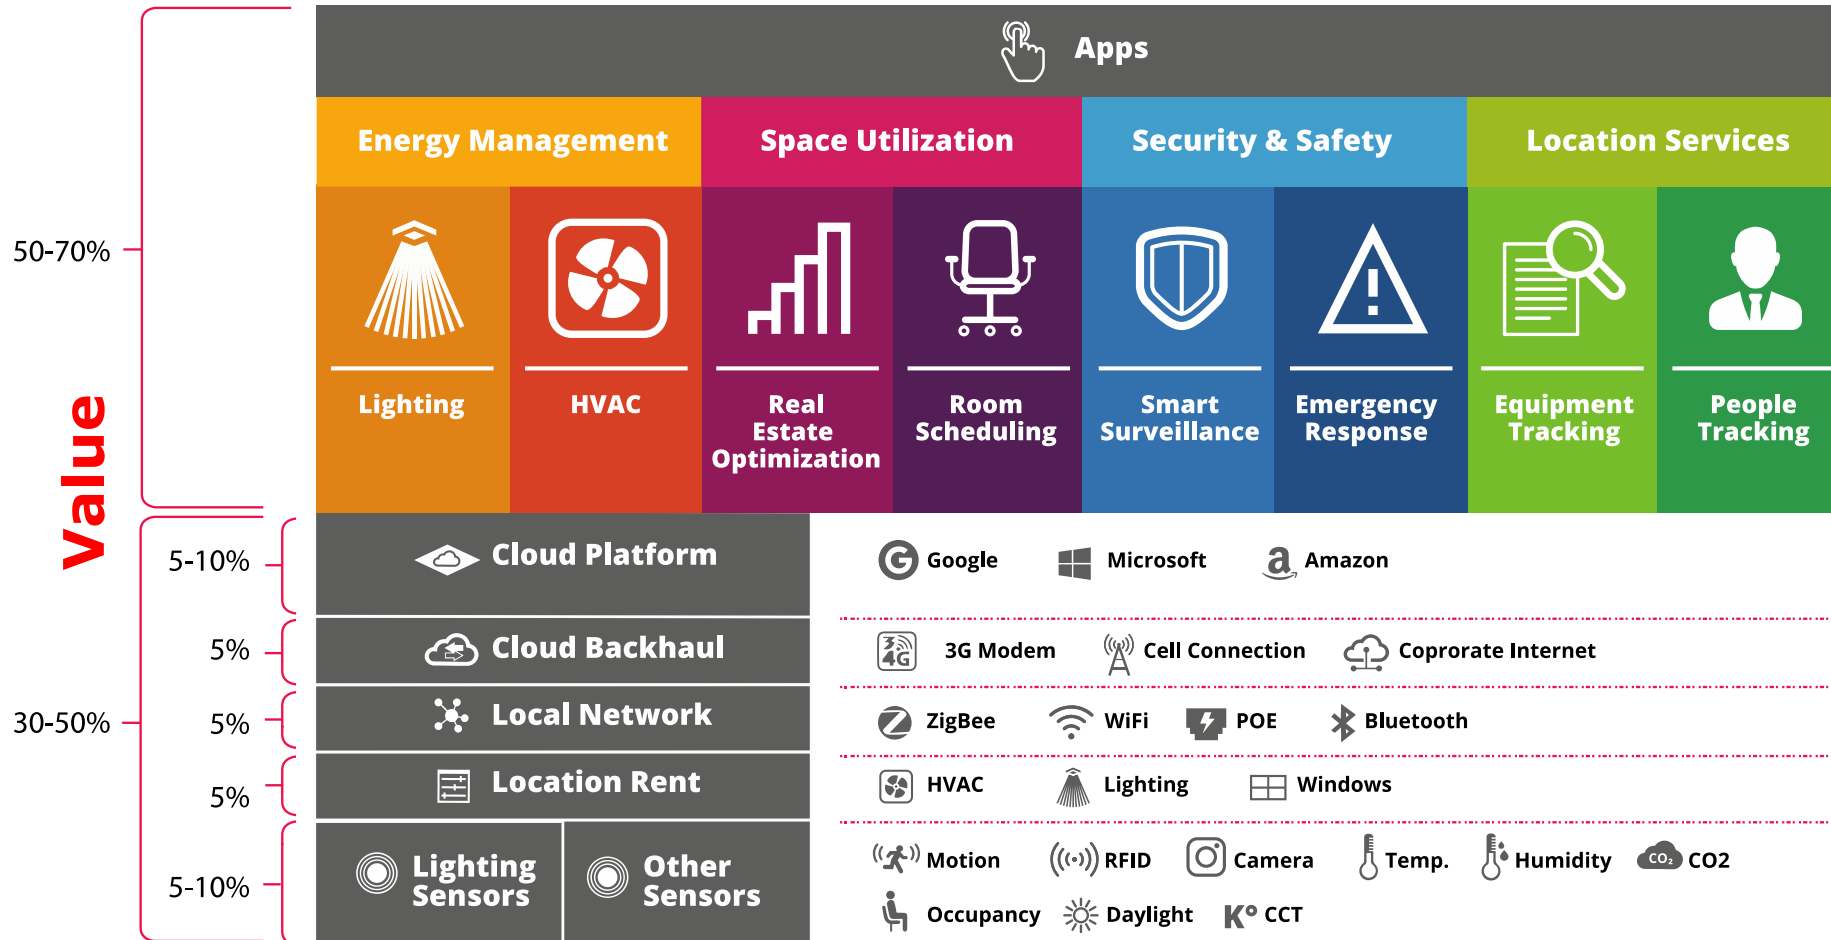 Apps
Energy Management
Space Utilization
Security & Safety
Location Services
50-70%
Lighting
HVAC
Real
Estate
Optimization
Room
Scheduling
Smart
Surveillance
Emergency
Response
Equipment
Tracking
People
Tracking
Value
30-50%
5-10%
Cloud Platform
G Google
Microsoft
a Amazon
5%
Cloud Backhaul
3G
4G
3G Modem
Cell Connection
Coprorate Internet
5%
Local Network
ZigBee
WiFi
POE
Bluetooth
5%
Location Rent
HVAC
Lighting
Windows
5-10%
Lighting
Sensors
Other
Sensors
Motion
RFID
Camera
Temp.
Humidity
CO₂ CO2
Occupancy
Daylight
K° CCT